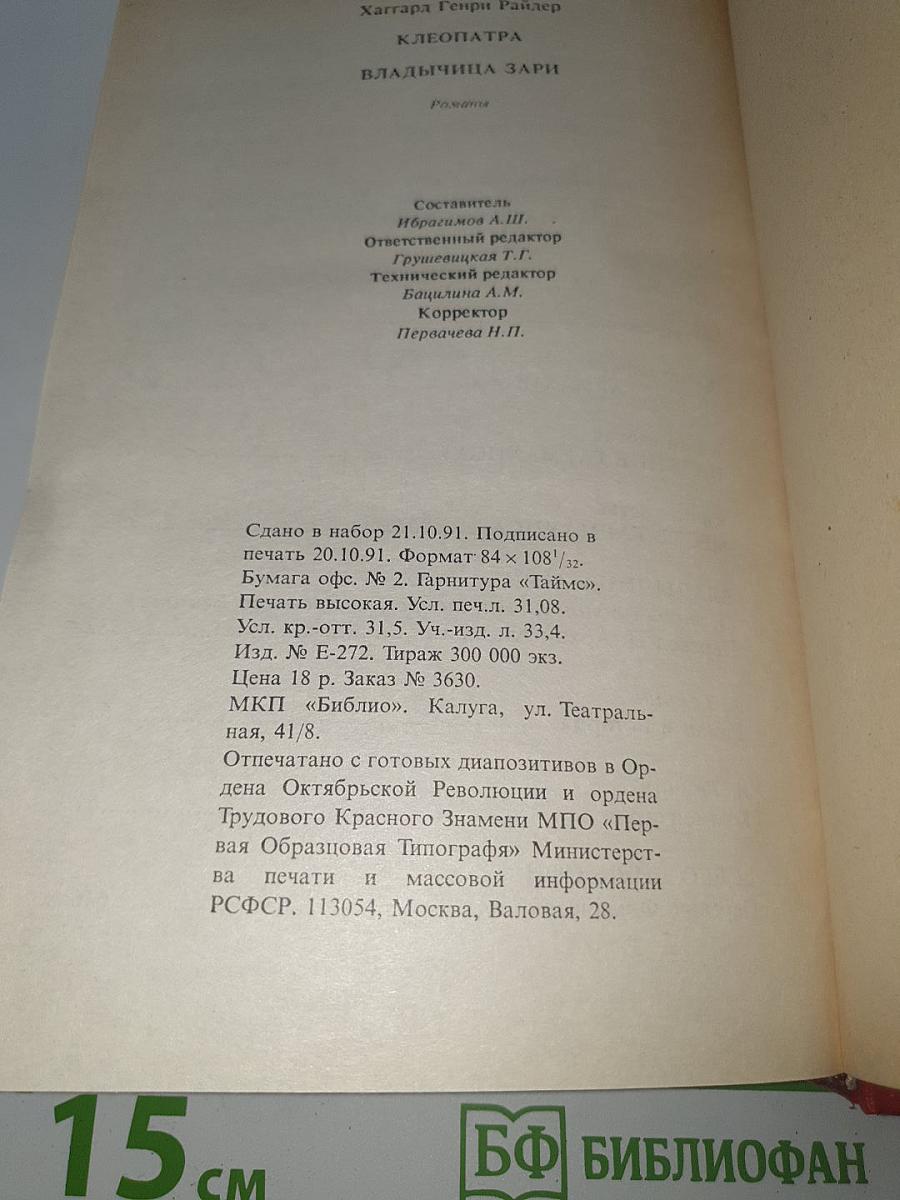 Хаггард Генри Райдер
КЛЕОПАТРА
ВЛАДЫЧИЦА ЗАРИ
Романы
Составитель
Ибрагимов А.Ш.
Ответственный редактор
Грушевицкая Т.Г.
Технический редактор
Бацилина А.М.
Корректор
Первачева Н.П.
Сдано в набор 21.10.91. Подписано в
печать 20.10.91. Формат 84 × 108¹/₃₂.
Бумага офс. № 2. Гарнитура «Таймс».
Печать высокая. Усл. печ.л. 31,08.
Усл. кр.-отт. 31,5. Уч.-изд. л. 33,4.
Изд. № Е-272. Тираж 300 000 экз.
Цена 18 р. Заказ № 3630.
МКП «Библио». Калуга, ул. Театраль-
ная, 41/8.
Отпечатано с готовых диапозитивов в Ор-
дена Октябрьской Революции и ордена
Трудового Красного Знамени МПО «Пер-
вая Образцовая Типографя» Министерст-
ва печати и массовой информации
РСФСР. 113054, Москва, Валовая, 28.
15 см
БФ БИБЛИОФАН